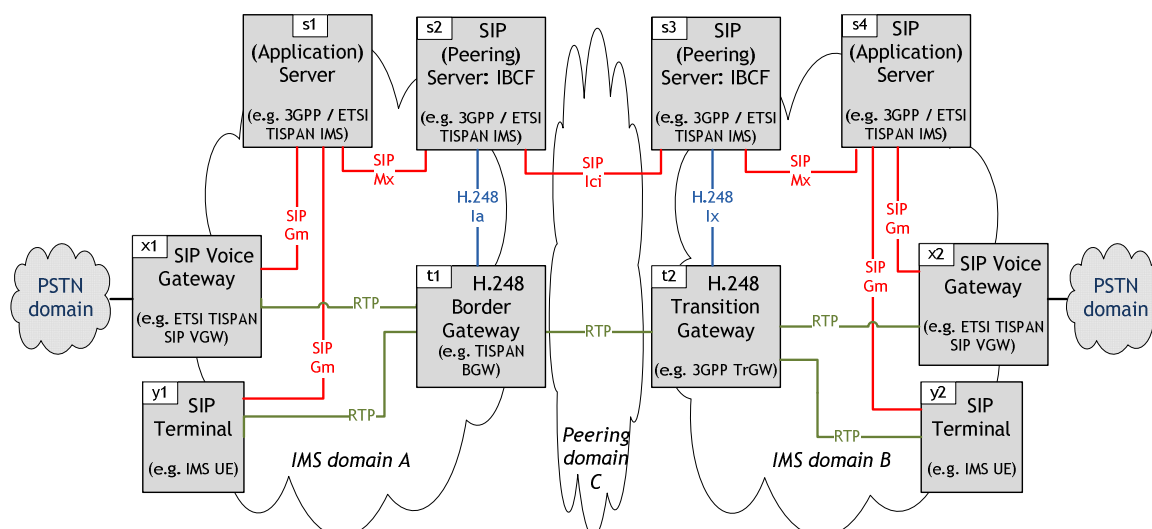 s1
(Application)
Server
(e.g. 3GPP / ETSI
TISPAN IMS)
s2
SIP
(Peering)
Server: IBCF
(e.g. 3GPP / ETSI
TISPAN IMS)
s3
SIP
(Peering)
Server: IBCF
(e.g. 3GPP / ETSI
TISPAN IMS)
s4
SIP
(Application)
Server
(e.g. 3GPP / ETSI
TISPAN IMS)
SIP
Mx
SIP
Ici
SIP
Mx
H.248
Ia
H.248
Ix
SIP
Gm
SIP
Gm
PSTN
domain
x1
SIP Voice
Gateway
(e.g. ETSI TISPAN
SIP VGW)
RTP
t1
H.248
Border
Gateway
(e.g. TISPAN
BGW)
RTP
t2
H.248
Transition
Gateway
(e.g. 3GPP TrGW)
RTP
SIP
Gm
x2
SIP Voice
Gateway
(e.g. ETSI TISPAN
SIP VGW)
PSTN
domain
SIP
Gm
y1
SIP
Terminal
(e.g. IMS UE)
RTP
IMS domain A
Peering
domain
C
IMS domain B
RTP
y2
SIP
Terminal
(e.g. IMS UE)